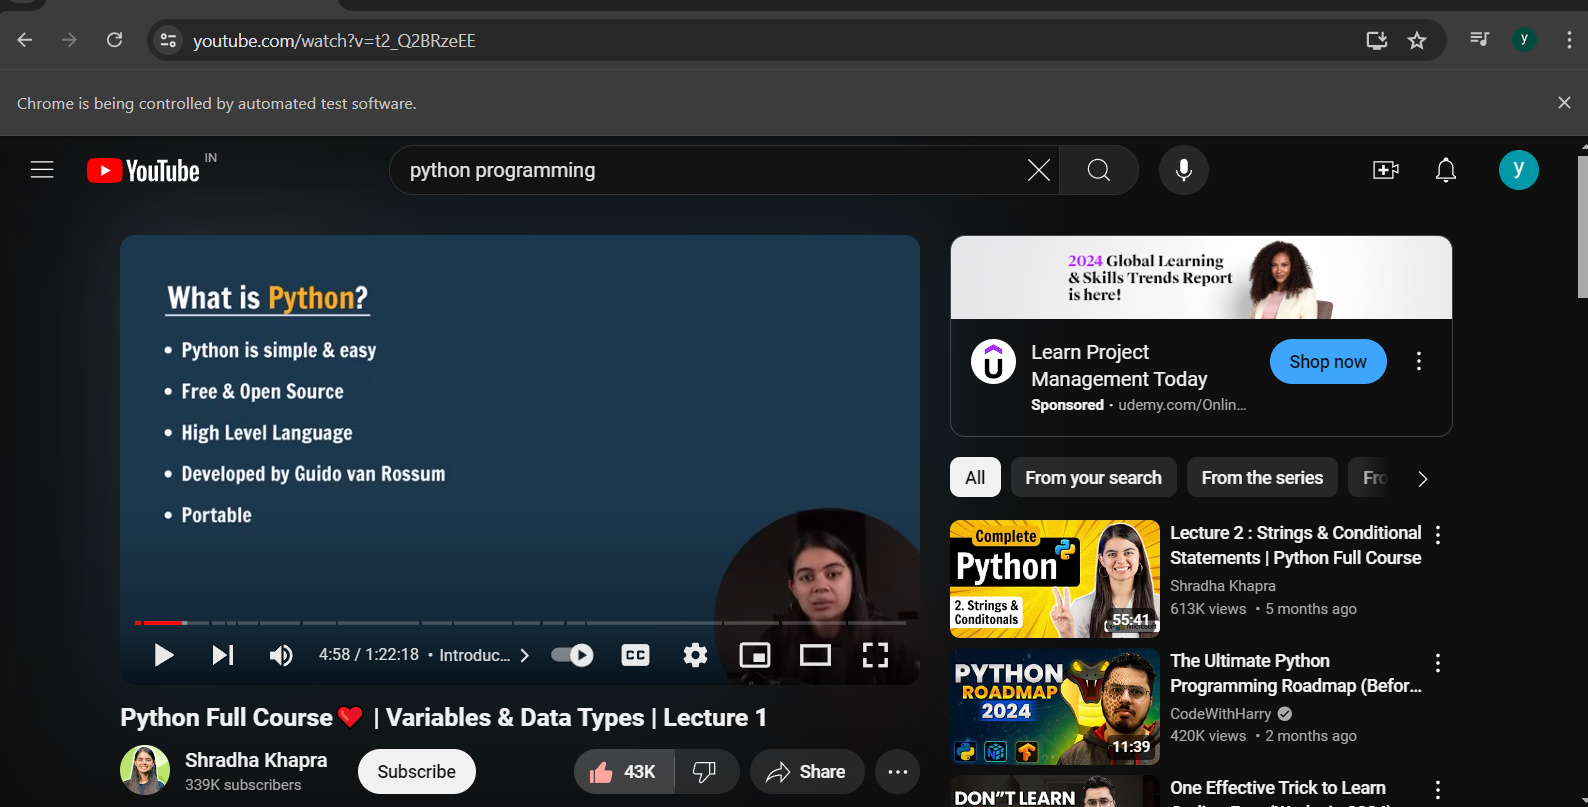 youtube.com/watch?v=t2_Q2BRzeEE
y
Chrome is being controlled by automated test software.
YouTube IN
python programming
y
What is Python?
• Python is simple & easy
• Free & Open Source
• High Level Language
• Developed by Guido van Rossum
• Portable
4:58 / 1:22:18 • Introduc...
CC
Python Full Course❤️ | Variables & Data Types | Lecture 1
Shradha Khapra
339K subscribers
Subscribe
43K
Share
2024 Global Learning
& Skills Trends Report
is here!
Learn Project
Management Today
Sponsored • udemy.com/Onlin...
Shop now
All
From your search
From the series
Fro
Complete
Python
2. Strings &
Conditonals
55:41
Lecture 2 : Strings & Conditional
Statements | Python Full Course
Shradha Khapra
613K views • 5 months ago
PYTHON
ROADMAP
2024
11:39
The Ultimate Python
Programming Roadmap (Befor...
CodeWithHarry
420K views • 2 months ago
DON"T LEARN
One Effective Trick to Learn